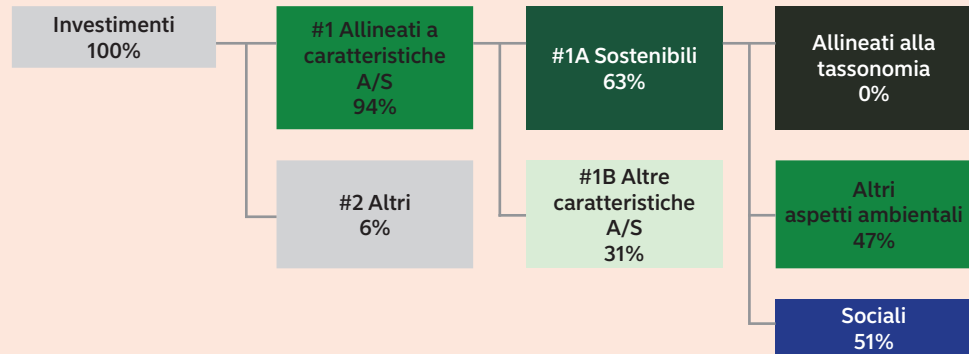 Investimenti
100%
#1 Allineati a
caratteristiche
A/S
94%
#1A Sostenibili
63%
Allineati alla
tassonomia
0%
#2 Altri
6%
#1B Altre
caratteristiche
A/S
31%
Altri
aspetti ambientali
47%
Sociali
51%